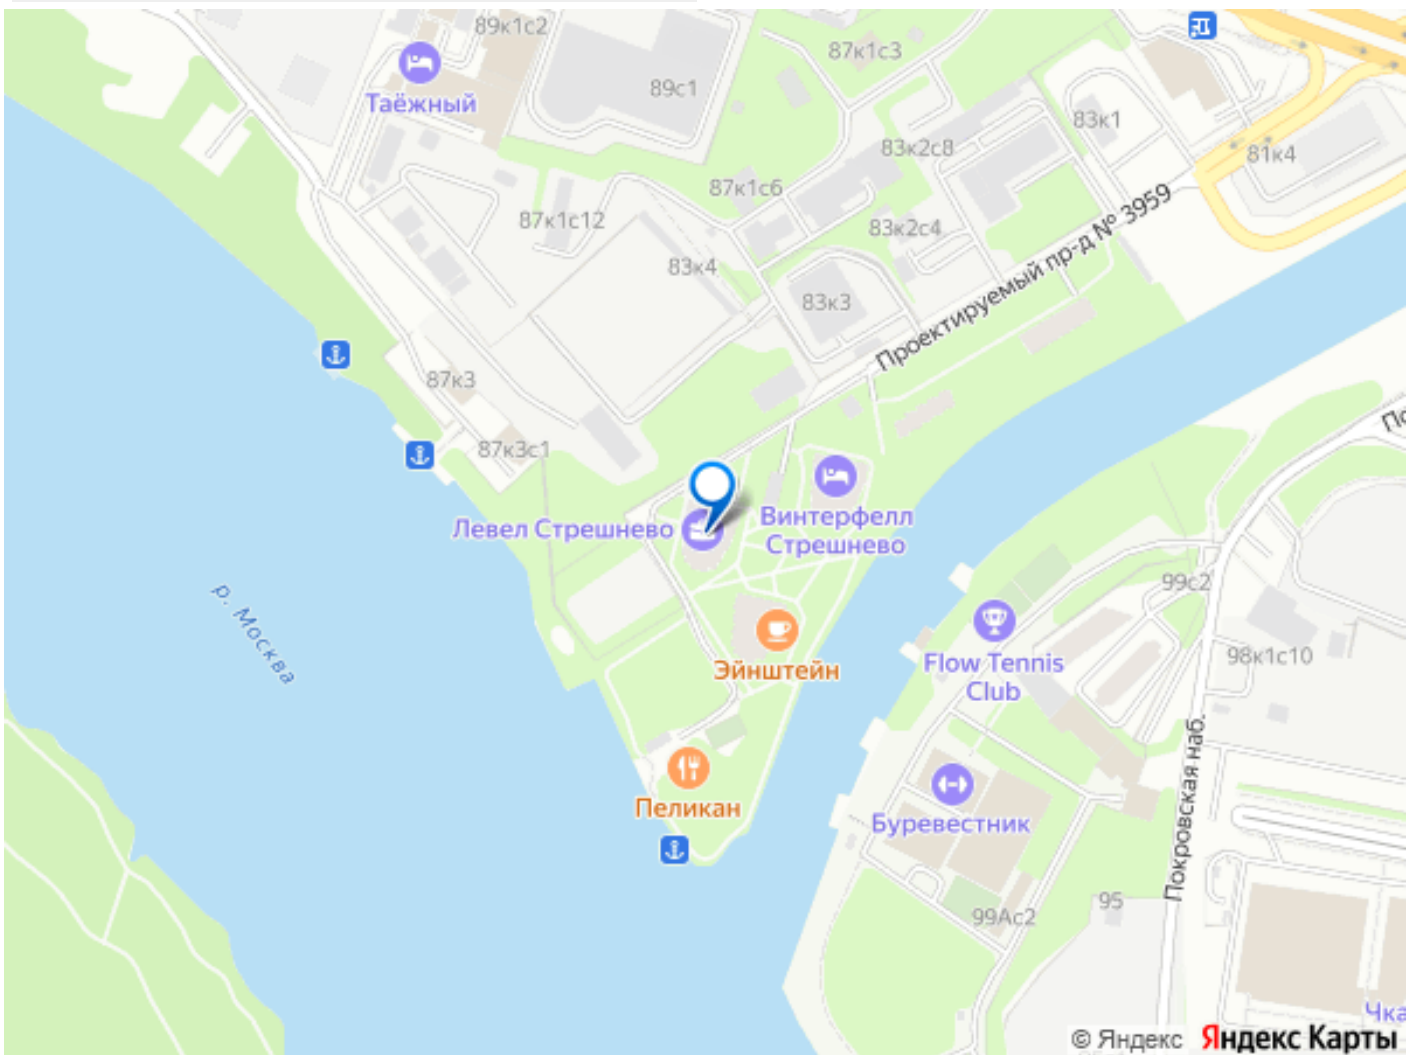 89к1с2
87к1с3
Таёжный
89с1
83к1
83к2с8
81к4
87к1с6
87к1с12
83к2с4
Проектируемый пр-д № 3959
83к4
83к3
87к3
87к3с1
Левел Стрешнево
Винтерфелл
Стрешнево
р. Москва
99с2
Эйнштейн
Flow Tennis
Club
98к1с10
Пеликан
Буревестник
Покровская наб.
95
99Ас2
Чка
© Яндекс Яндекс Карты